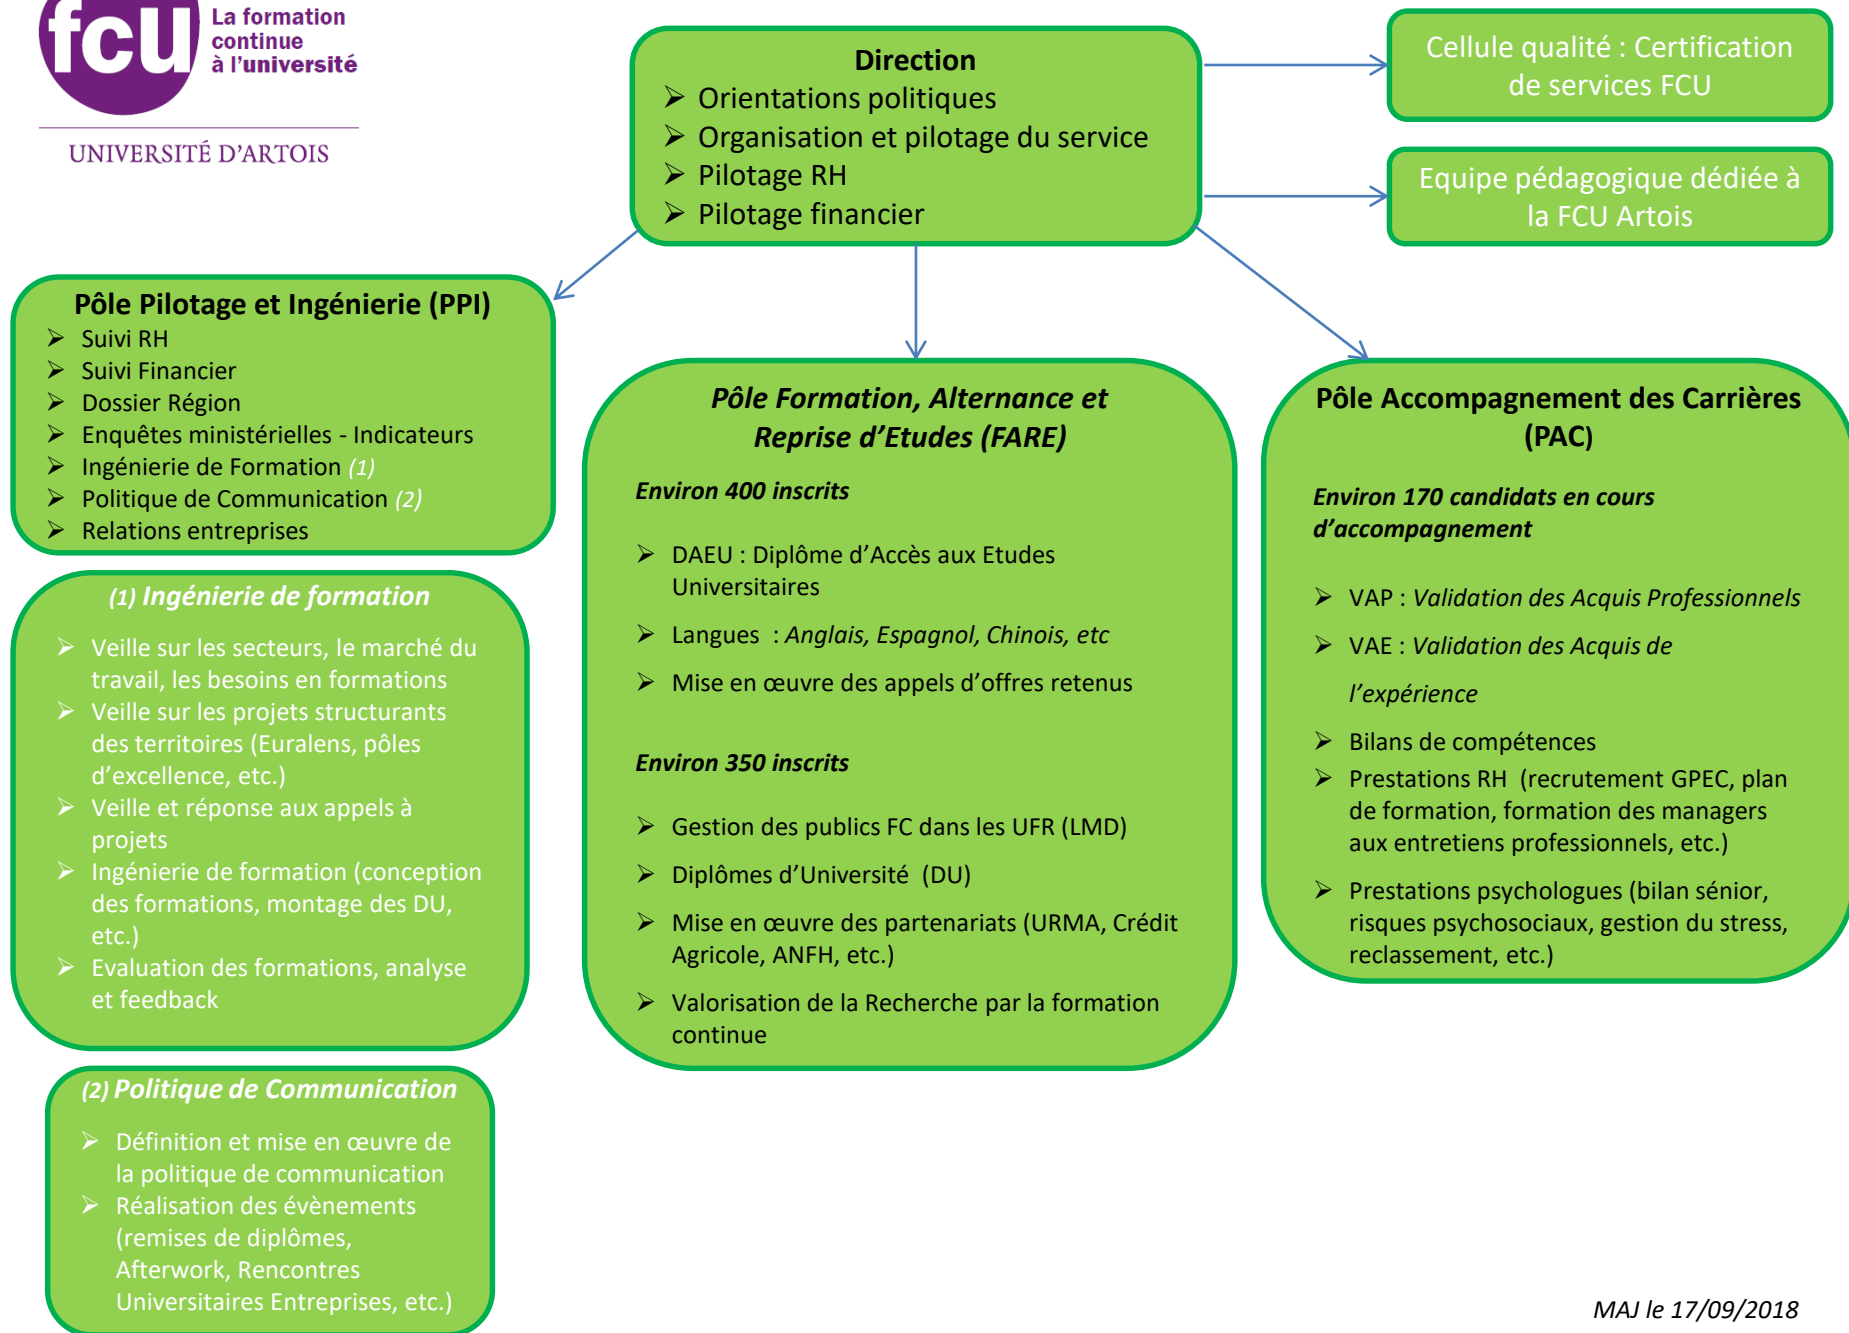 fcu
La formation
continue
à l'université
UNIVERSITÉ D'ARTOIS
Direction
➢ Orientations politiques
➢ Organisation et pilotage du service
➢ Pilotage RH
➢ Pilotage financier
Cellule qualité : Certification
de services FCU
Equipe pédagogique dédiée à
la FCU Artois
Pôle Pilotage et Ingénierie (PPI)
➢ Suivi RH
➢ Suivi Financier
➢ Dossier Région
➢ Enquêtes ministérielles - Indicateurs
➢ Ingénierie de Formation (1)
➢ Politique de Communication (2)
➢ Relations entreprises
(1) Ingénierie de formation
➢ Veille sur les secteurs, le marché du
travail, les besoins en formations
➢ Veille sur les projets structurants
des territoires (Euralens, pôles
d'excellence, etc.)
➢ Veille et réponse aux appels à
projets
➢ Ingénierie de formation (conception
des formations, montage des DU,
etc.)
➢ Evaluation des formations, analyse
et feedback
(2) Politique de Communication
➢ Définition et mise en œuvre de
la politique de communication
➢ Réalisation des évènements
(remises de diplômes,
Afterwork, Rencontres
Universitaires Entreprises, etc.)
Pôle Formation, Alternance et
Reprise d'Etudes (FARE)
Environ 400 inscrits
➢ DAEU : Diplôme d'Accès aux Etudes
Universitaires
➢ Langues : Anglais, Espagnol, Chinois, etc
➢ Mise en œuvre des appels d'offres retenus
Environ 350 inscrits
➢ Gestion des publics FC dans les UFR (LMD)
➢ Diplômes d'Université (DU)
➢ Mise en œuvre des partenariats (URMA, Crédit
Agricole, ANFH, etc.)
➢ Valorisation de la Recherche par la formation
continue
Pôle Accompagnement des Carrières
(PAC)
Environ 170 candidats en cours
d'accompagnement
➢ VAP : Validation des Acquis Professionnels
➢ VAE : Validation des Acquis de
l'expérience
➢ Bilans de compétences
➢ Prestations RH (recrutement GPEC, plan
de formation, formation des managers
aux entretiens professionnels, etc.)
➢ Prestations psychologues (bilan sénior,
risques psychosociaux, gestion du stress,
reclassement, etc.)
MAJ le 17/09/2018